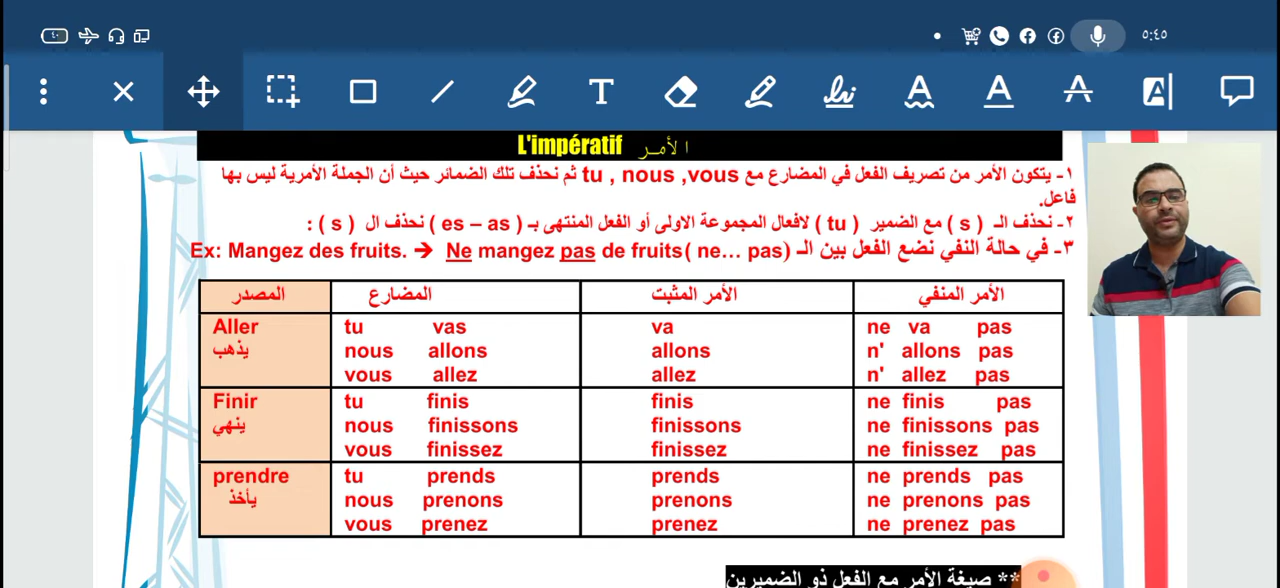 ٥:٤٥
L'impératif الأمـر
١- يتكون الأمر من تصريف الفعل في المضارع مع tu , nous ,vous ثم نحذف تلك الضمائر حيث أن الجملة الأمرية ليس بها
فاعل.
٢- نحذف الـ ( s ) مع الضمير ( tu ) لافعال المجموعة الاولى أو الفعل المنتهى بـ ( es – as ) نحذف ال ( s ) :
٣- في حالة النفي نضع الفعل بين الـ (ne… pas )
Ex: Mangez des fruits. → Ne mangez pas de fruits
المصدر المضارع الأمر المثبت الأمر المنفي
Aller tu vas va ne va pas
يذهب nous allons allons n' allons pas
vous allez allez n' allez pas
Finir tu finis finis ne finis pas
ينهي nous finissons finissons ne finissons pas
vous finissez finissez ne finissez pas
prendre tu prends prends ne prends pas
يأخذ nous prenons prenons ne prenons pas
vous prenez prenez ne prenez pas
** صيغة الأمر مع الفعل ذو الضميرين